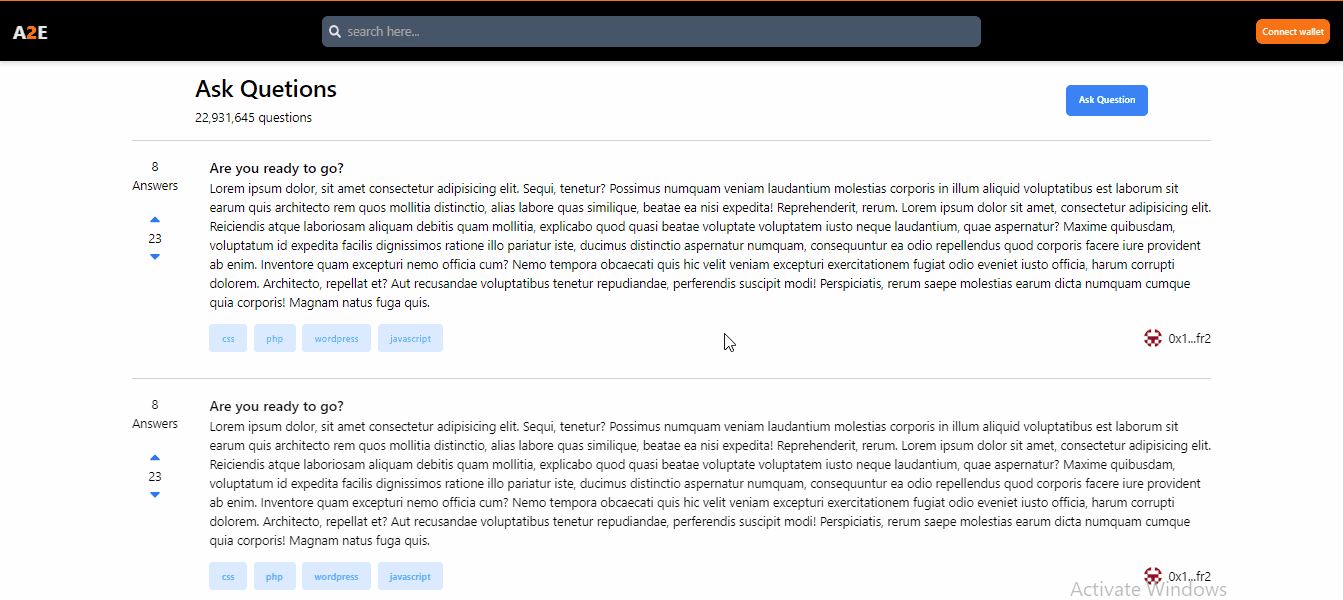 A2E
search here...
Connect wallet
Ask Quetions
Ask Question
22,931,645 questions
8
Answers
23
Are you ready to go?
Lorem ipsum dolor, sit amet consectetur adipisicing elit. Sequi, tenetur? Possimus numquam veniam laudantium molestias corporis in illum aliquid voluptatibus est laborum sit
earum quis architecto rem quos mollitia distinctio, alias labore quas similique, beatae ea nisi expedita! Reprehenderit, rerum. Lorem ipsum dolor sit amet, consectetur adipisicing elit.
Reiciendis atque laboriosam aliquam debitis quam mollitia, explicabo quod quasi beatae voluptate voluptatem iusto neque laudantium, quae aspernatur? Maxime quibusdam,
voluptatum id expedita facilis dignissimos ratione illo pariatur iste, ducimus distinctio aspernatur numquam, consequuntur ea odio repellendus quod corporis facere iure provident
ab enim. Inventore quam excepturi nemo officia cum? Nemo tempora obcaecati quis hic velit veniam excepturi exercitationem fugiat odio eveniet iusto officia, harum corrupti
dolorem. Architecto, repellat et? Aut recusandae voluptatibus tenetur repudiandae, perferendis suscipit modi! Perspiciatis, rerum saepe molestias earum dicta numquam cumque
quia corporis! Magnam natus fuga quis.
css php wordpress javascript
0x1...fr2
8
Answers
23
Are you ready to go?
Lorem ipsum dolor, sit amet consectetur adipisicing elit. Sequi, tenetur? Possimus numquam veniam laudantium molestias corporis in illum aliquid voluptatibus est laborum sit
earum quis architecto rem quos mollitia distinctio, alias labore quas similique, beatae ea nisi expedita! Reprehenderit, rerum. Lorem ipsum dolor sit amet, consectetur adipisicing elit.
Reiciendis atque laboriosam aliquam debitis quam mollitia, explicabo quod quasi beatae voluptate voluptatem iusto neque laudantium, quae aspernatur? Maxime quibusdam,
voluptatum id expedita facilis dignissimos ratione illo pariatur iste, ducimus distinctio aspernatur numquam, consequuntur ea odio repellendus quod corporis facere iure provident
ab enim. Inventore quam excepturi nemo officia cum? Nemo tempora obcaecati quis hic velit veniam excepturi exercitationem fugiat odio eveniet iusto officia, harum corrupti
dolorem. Architecto, repellat et? Aut recusandae voluptatibus tenetur repudiandae, perferendis suscipit modi! Perspiciatis, rerum saepe molestias earum dicta numquam cumque
quia corporis! Magnam natus fuga quis.
css php wordpress javascript
0x1...fr2
Activate Windows